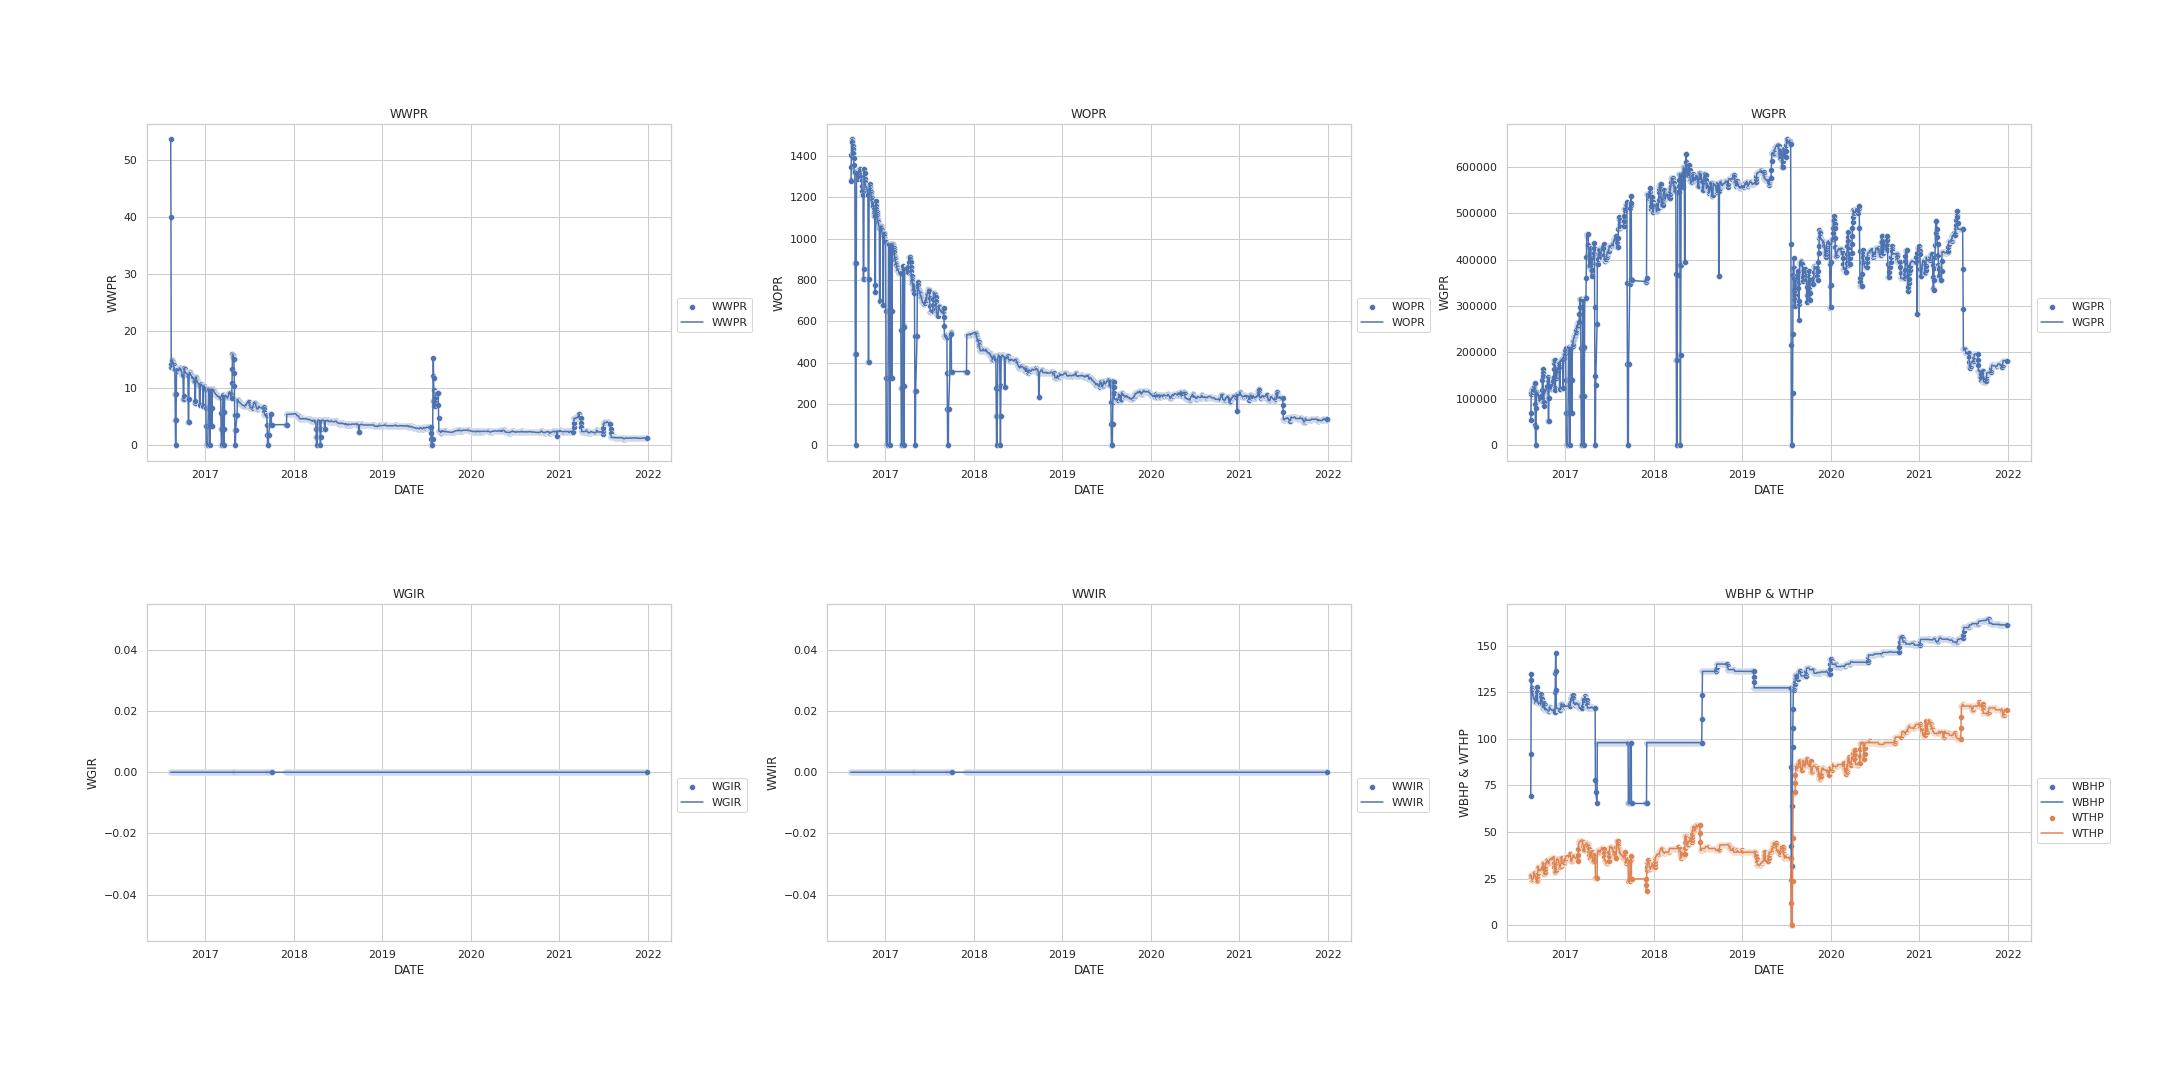 WWPR
50
40
30
20
10
0
WWPR
2017 2018 2019 2020 2021 2022
DATE
WWPR
WWPR
WOPR
1400
1200
1000
800
600
400
200
0
WOPR
2017 2018 2019 2020 2021 2022
DATE
WOPR
WOPR
WGPR
600000
500000
400000
300000
200000
100000
0
WGPR
2017 2018 2019 2020 2021 2022
DATE
WGPR
WGPR
WGIR
0.04
0.02
0.00
−0.02
−0.04
WGIR
2017 2018 2019 2020 2021 2022
DATE
WGIR
WGIR
WWIR
0.04
0.02
0.00
−0.02
−0.04
WWIR
2017 2018 2019 2020 2021 2022
DATE
WWIR
WWIR
WBHP & WTHP
150
125
100
75
50
25
0
WBHP & WTHP
2017 2018 2019 2020 2021 2022
DATE
WBHP
WBHP
WTHP
WTHP